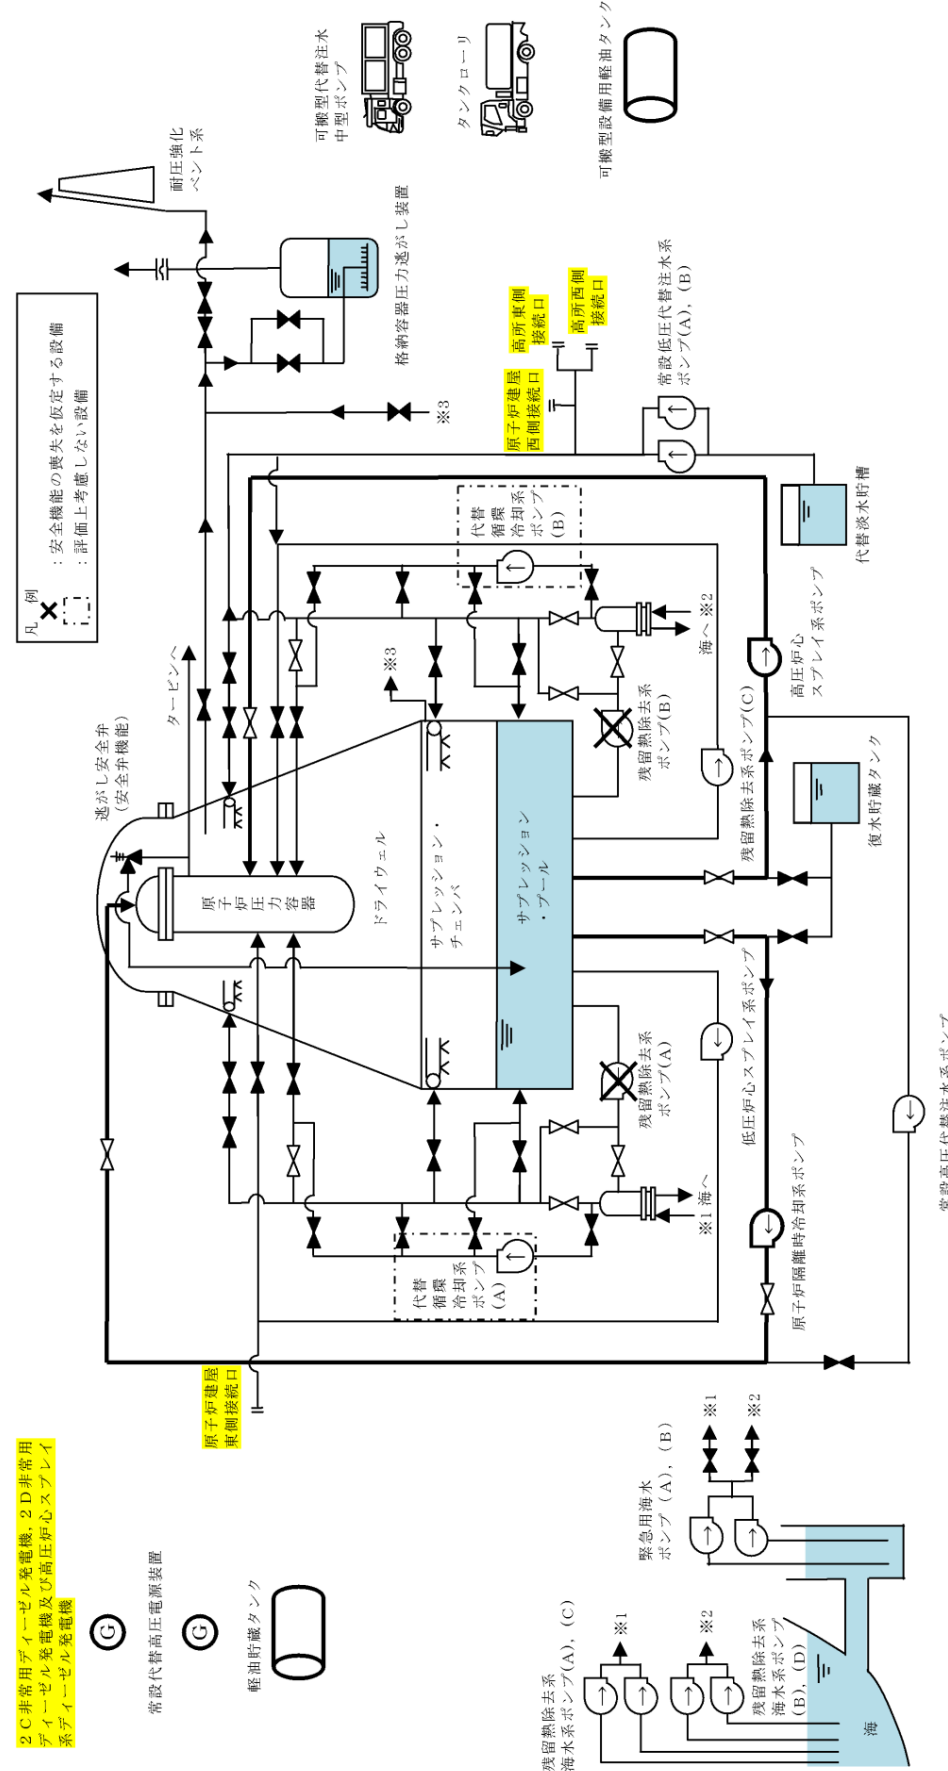 2C非常用ディーゼル発電機,2D非常用
ディーゼル発電機及び高圧炉心スプレイ
系ディーゼル発電機
G
常設代替高圧電源装置
G
軽油貯蔵タンク
凡 例
:安全機能の喪失を仮定する設備
:評価上考慮しない設備
耐圧強化
ベント系
可搬型代替注水
中型ポンプ
タンクローリ
可搬型設備用軽油タンク
格納容器圧力逃がし装置
※3
逃がし安全弁
(安全弁機能)
タービンへ
原子炉圧力容器
ドライウェル
サプレッション・
チェンバ
サプレッション
・プール
※3
原子炉建屋
東側接続口
原子炉建屋
西側接続口
高所東側
接続口
高所西側
接続口
常設低圧代替注水系
ポンプ(A),(B)
代替淡水貯槽
代替
循環
冷却系
ポンプ
(A)
代替
循環
冷却系
ポンプ
(B)
残留熱除去系
ポンプ(A)
残留熱除去系
ポンプ(B)
※1 海へ
海へ ※2
低圧炉心スプレイ系ポンプ
残留熱除去系ポンプ(C)
原子炉隔離時冷却系ポンプ
高圧炉心
スプレイ系ポンプ
復水貯蔵タンク
常設高圧代替注水系ポンプ
残留熱除去系
海水系ポンプ(A),(C)
※1
※2
残留熱除去系
海水系ポンプ
(B),(D)
海
緊急用海水
ポンプ(A),(B)
※1
※2